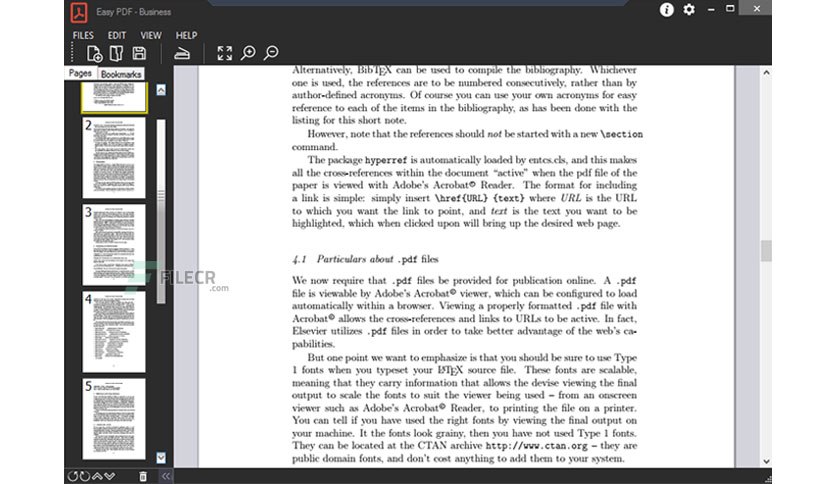 Easy PDF - Business
FILES EDIT VIEW HELP
Pages Bookmarks
2
3
4
5
FILECR
.com
Alternatively, BibTEX can be used to compile the bibliography. Whichever
one is used, the references are to be numbered consecutively, rather than by
author-defined acronyms. Of course you can use your own acronyms for easy
reference to each of the items in the bibliography, as has been done with the
listing for this short note.
However, note that the references should not be started with a new \section
command.
The package hyperref is automatically loaded by entcs.cls, and this makes
all the cross-references within the document “active” when the pdf file of the
paper is viewed with Adobe’s Acrobat© Reader. The format for including
a link is simple: simply insert \href{URL} {text} where URL is the URL
to which you want the link to point, and text is the text you want to be
highlighted, which when clicked upon will bring up the desired web page.
4.1 Particulars about .pdf files
We now require that .pdf files be provided for publication online. A .pdf
file is viewable by Adobe’s Acrobat© viewer, which can be configured to load
automatically within a browser. Viewing a properly formatted .pdf file with
Acrobat© allows the cross-references and links to URLs to be active. In fact,
Elsevier utilizes .pdf files in order to take better advantage of the web’s ca-
pabilities.
But one point we want to emphasize is that you should be sure to use Type
1 fonts when you typeset your LATEX source file. These fonts are scalable,
meaning that they carry information that allows the devise viewing the final
output to scale the fonts to suit the viewer being used – from an onscreen
viewer such as Adobe’s Acrobat© Reader, to printing the file on a printer.
You can tell if you have used the right fonts by viewing the final output on
your machine. It the fonts look grainy, then you have not used Type 1 fonts.
They can be located at the CTAN archive http://www.ctan.org – they are
public domain fonts, and don’t cost anything to add them to your system.